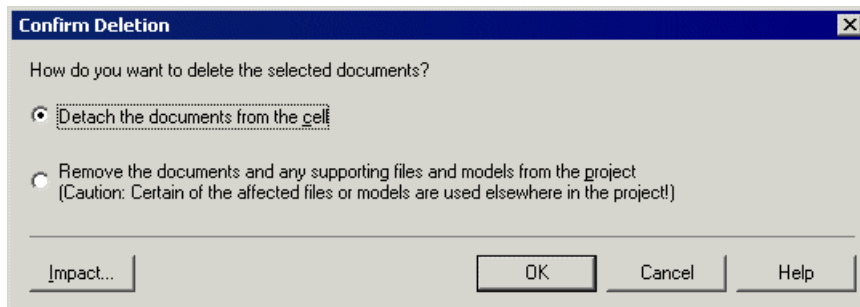 Confirm Deletion
How do you want to delete the selected documents?
Detach the documents from the cell
Remove the documents and any supporting files and models from the project
(Caution: Certain of the affected files or models are used elsewhere in the project!)
Impact... OK Cancel Help